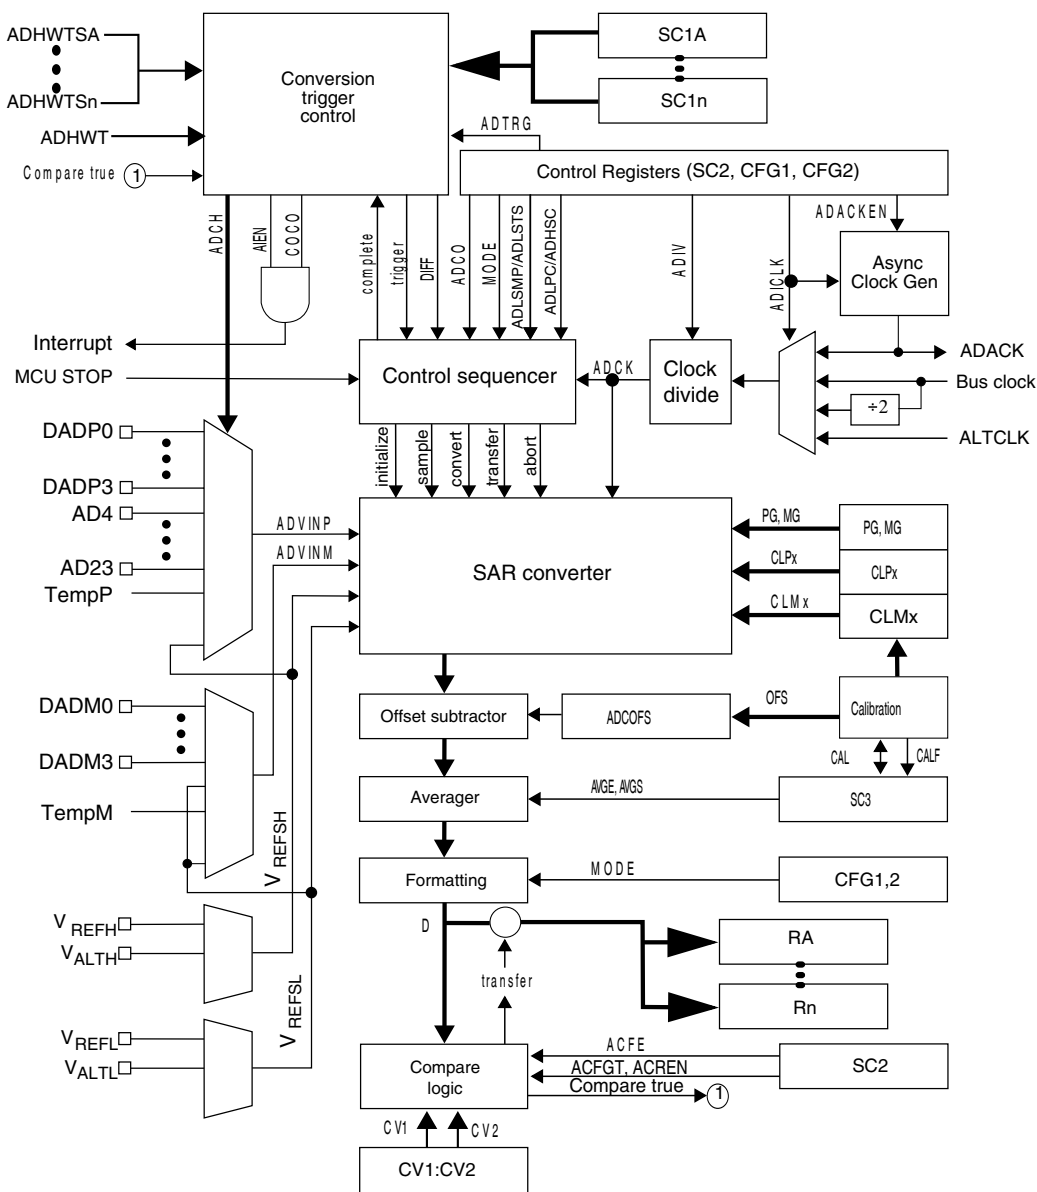 ADHWTSA
ADHWTSn
ADHWT
Compare true 1
Conversion
trigger
control
SC1A
SC1n
ADTRG
Control Registers (SC2, CFG1, CFG2)
ADCH
AIEN
COCO
complete
trigger
DIFF
ADCO
MODE
ADLSMP/ADLSTS
ADLPC/ADHSC
ADIV
ADICLK
ADACKEN
Async
Clock Gen
Interrupt
MCU STOP
Control sequencer
ADCK
Clock
divide
ADACK
Bus clock
÷2
ALTCLK
initialize
sample
convert
transfer
abort
DADP0
DADP3
AD4
AD23
TempP
ADVINP
ADVINM
SAR converter
PG, MG
PG, MG
CLPx
CLPx
CLMx
CLMx
DADM0
DADM3
TempM
Offset subtractor
ADCOFS
OFS
Calibration
CAL
CALF
Averager
AVGE, AVGS
SC3
Formatting
MODE
CFG1,2
V REFSH
VREFH
VALTH
D
transfer
RA
Rn
V REFSL
VREFL
VALTL
Compare
logic
ACFE
ACFGT, ACREN
Compare true
1
SC2
CV1
CV2
CV1:CV2